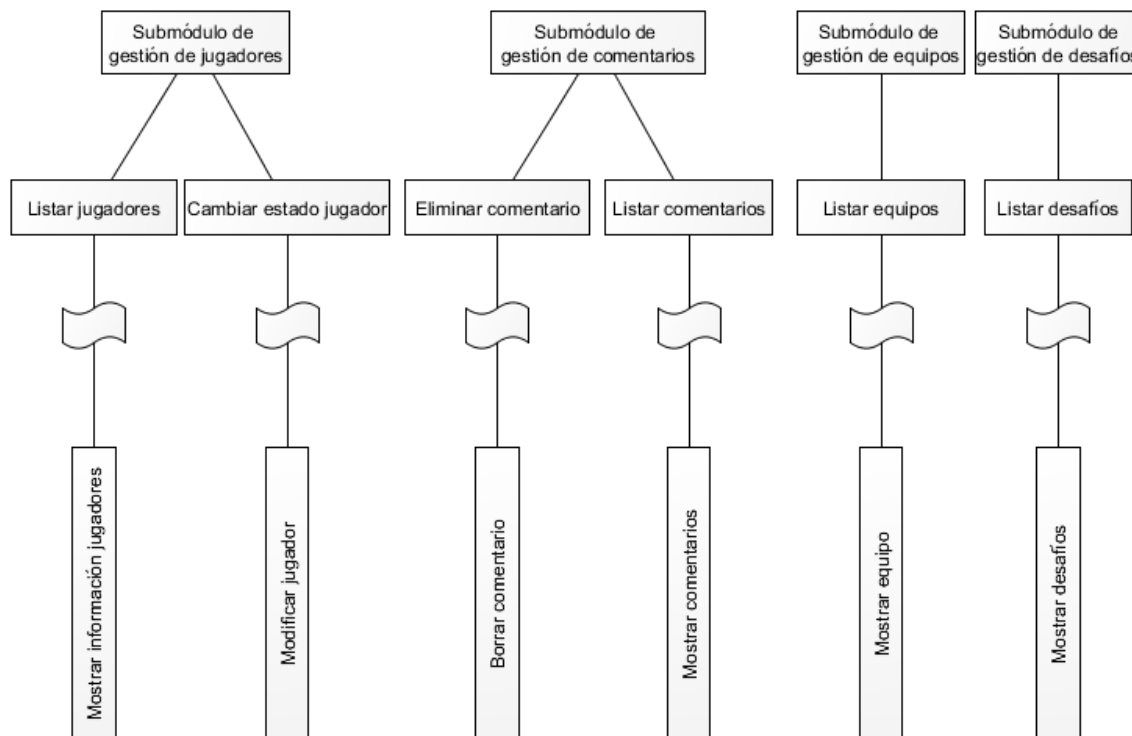 Submódulo de
gestión de jugadores
Submódulo de
gestión de comentarios
Submódulo de
gestión de equipos
Submódulo de
gestión de desafíos
Listar jugadores
Cambiar estado jugador
Eliminar comentario
Listar comentarios
Listar equipos
Listar desafíos
Mostrar información jugadores
Modificar jugador
Borrar comentario
Mostrar comentarios
Mostrar equipo
Mostrar desafíos